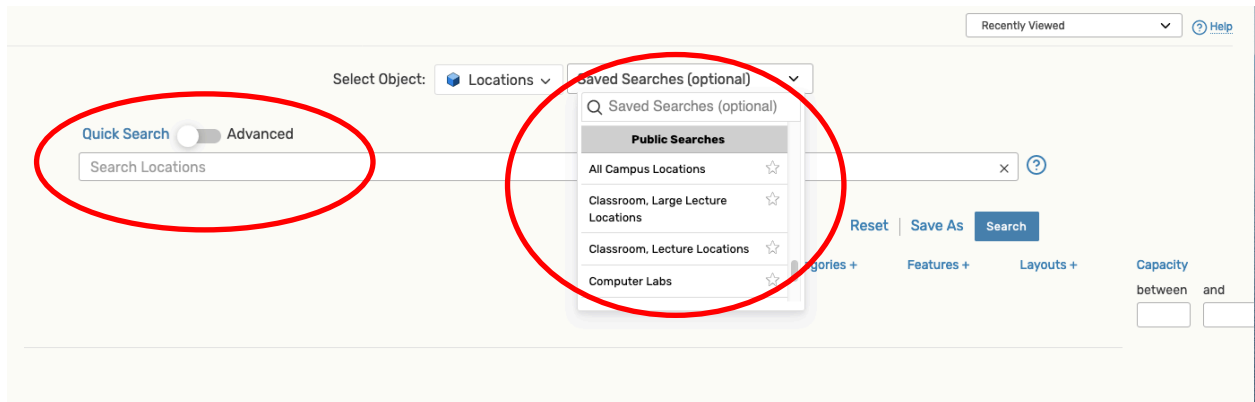 Recently Viewed
Help
Select Object: Locations Saved Searches (optional)
Saved Searches (optional)
Quick Search Advanced
Public Searches
Search Locations
All Campus Locations
Classroom, Large Lecture
Locations
Reset Save As Search
Classroom, Lecture Locations
gories + Features + Layouts + Capacity
Computer Labs
between and